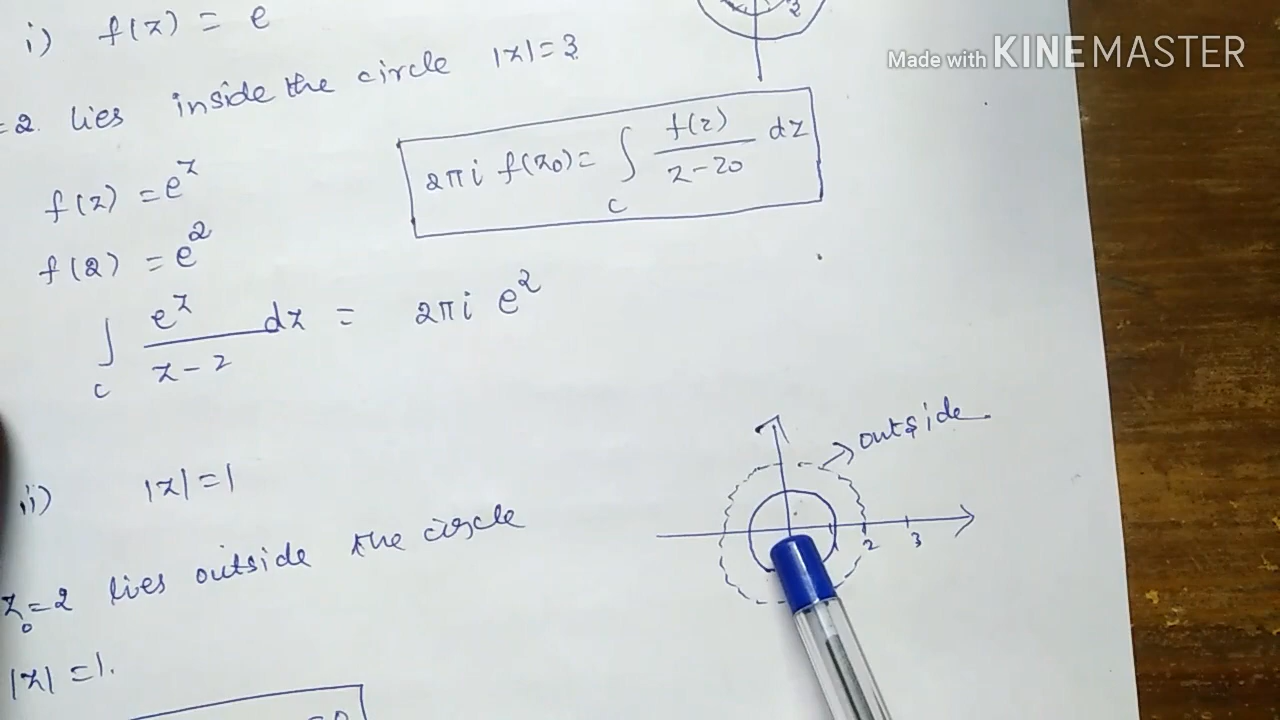 i) f(z) = e
Made with KINEMASTER
=2 lies inside the circle |z|=3
2πi f(z0)= ∫C f(z)/z-z0 dz
f(z) = e^z
f(2) = e^2
∫C e^z/z-2 dz = 2πi e^2
outside
2 3
ii) |z|=1
z0=2 lies outside the circle
|z|=1.